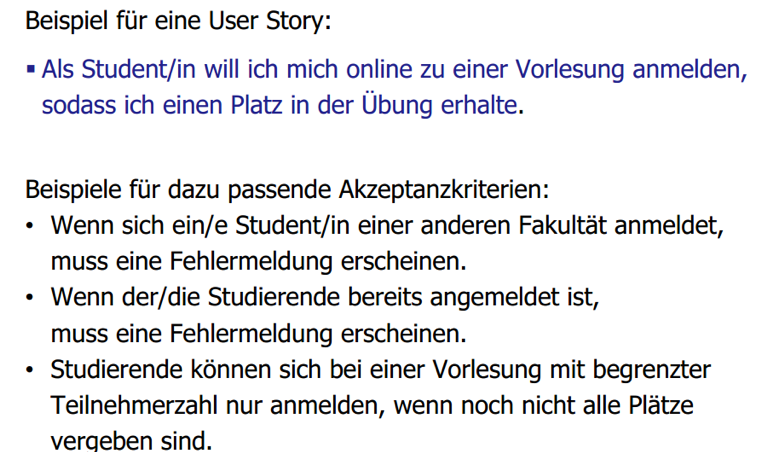 Beispiel für eine User Story:
▪ Als Student/in will ich mich online zu einer Vorlesung anmelden,
sodass ich einen Platz in der Übung erhalte.
Beispiele für dazu passende Akzeptanzkriterien:
• Wenn sich ein/e Student/in einer anderen Fakultät anmeldet,
muss eine Fehlermeldung erscheinen.
• Wenn der/die Studierende bereits angemeldet ist,
muss eine Fehlermeldung erscheinen.
• Studierende können sich bei einer Vorlesung mit begrenzter
Teilnehmerzahl nur anmelden, wenn noch nicht alle Plätze
vergeben sind.